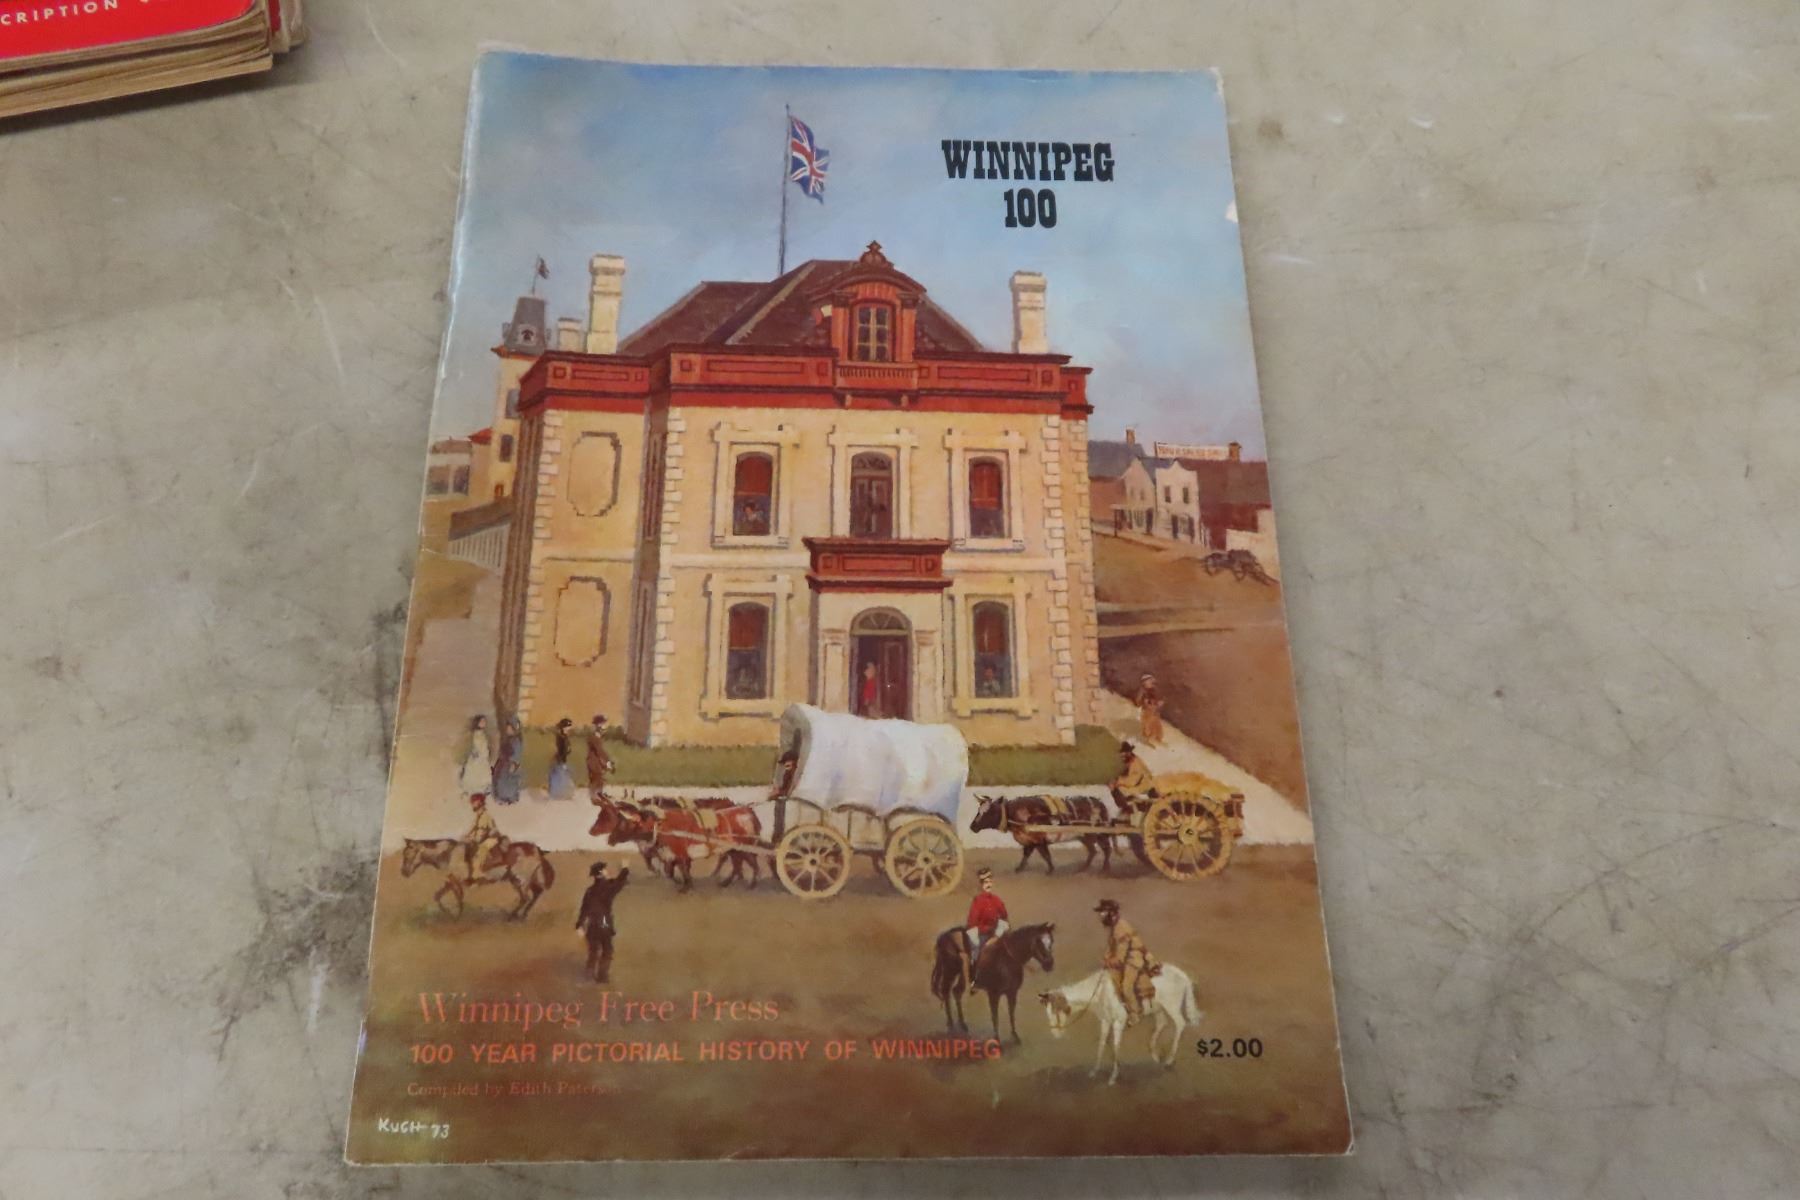 CRIPTION
WINNIPEG
100
Winnipeg Free Press
100 YEAR PICTORIAL HISTORY OF WINNIPEG
$2.00
Compiled by Edith Paterson
KUCH 73